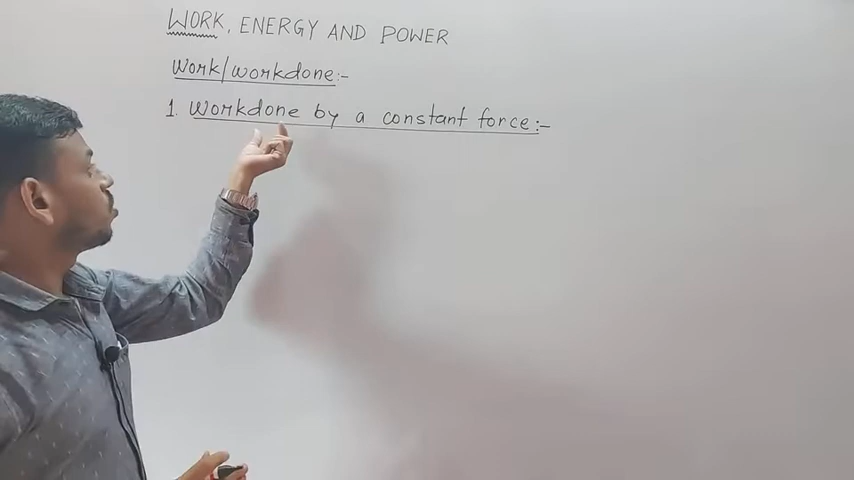 WORK, ENERGY AND POWER
Work/workdone:-
1. Workdone by a constant force:-